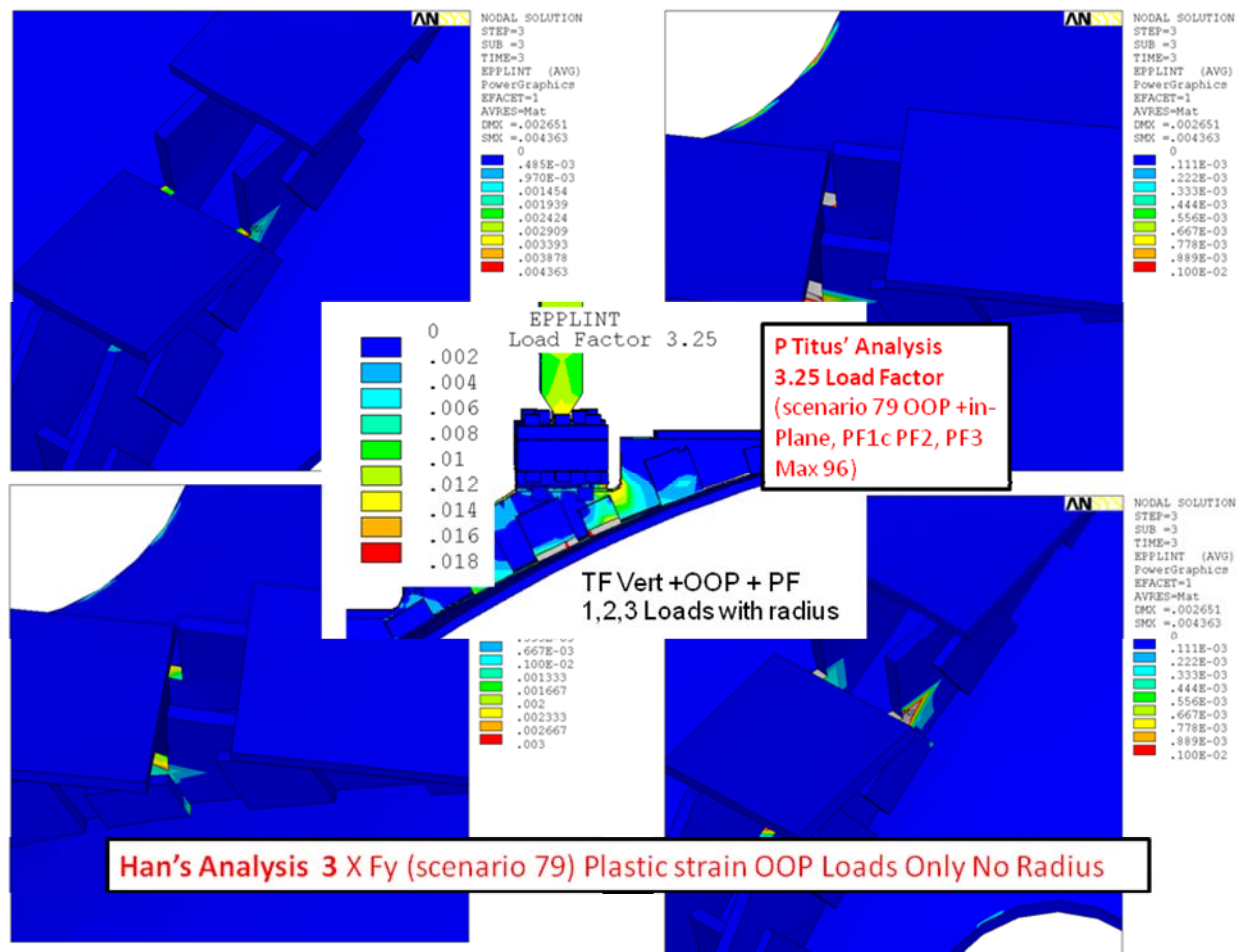 AN
NODAL SOLUTION
STEP=3
SUB =3
TIME=3
EPPLINT (AVG)
PowerGraphics
EFACET=1
AVRES=Mat
DMX =.002651
SMX =.004363
0
.485E-03
.970E-03
.001454
.001939
.002424
.002909
.003393
.003878
.004363
AN
NODAL SOLUTION
STEP=3
SUB =3
TIME=3
EPPLINT (AVG)
PowerGraphics
EFACET=1
AVRES=Mat
DMX =.002651
SMX =.004363
0
.111E-03
.222E-03
.333E-03
.444E-03
.556E-03
.667E-03
.778E-03
.889E-03
.100E-02
EPPLINT
Load Factor 3.25
0
.002
.004
.006
.008
.01
.012
.014
.016
.018
P Titus’ Analysis
3.25 Load Factor
(scenario 79 OOP +in-
Plane, PF1c PF2, PF3
Max 96)
TF Vert +OOP + PF
1,2,3 Loads with radius
.667E-03
.100E-02
.001333
.001667
.002
.002333
.002667
.003
AN
NODAL SOLUTION
STEP=3
SUB =3
TIME=3
EPPLINT (AVG)
PowerGraphics
EFACET=1
AVRES=Mat
DMX =.002651
SMX =.004363
0
.111E-03
.222E-03
.333E-03
.444E-03
.556E-03
.667E-03
.778E-03
.889E-03
.100E-02
Han’s Analysis 3 X Fy (scenario 79) Plastic strain OOP Loads Only No Radius